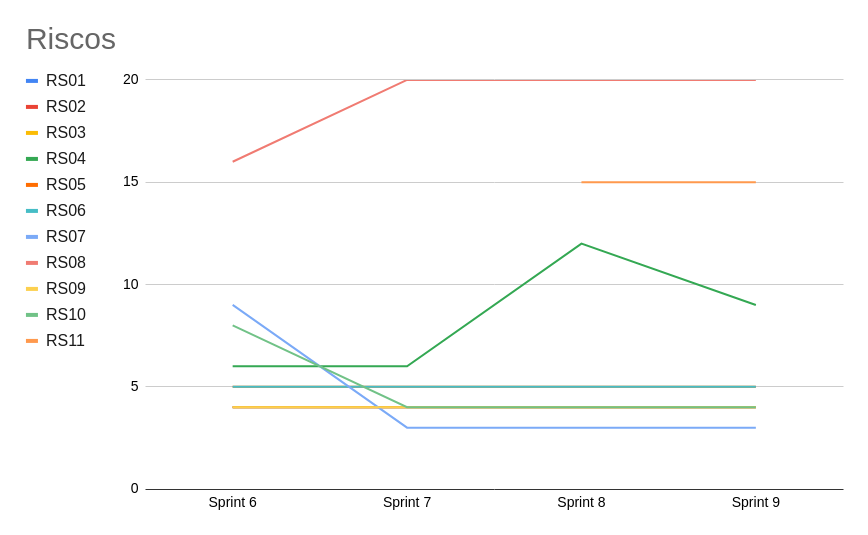 Riscos
RS01
RS02
RS03
RS04
RS05
RS06
RS07
RS08
RS09
RS10
RS11
20
15
10
5
0
Sprint 6 Sprint 7 Sprint 8 Sprint 9